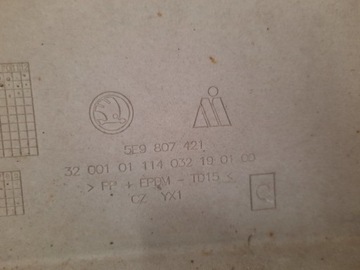 5E9 807 421
32 001 01 114 032 19 01 00
> PP + EPDM - TD15 <
CZ YX1